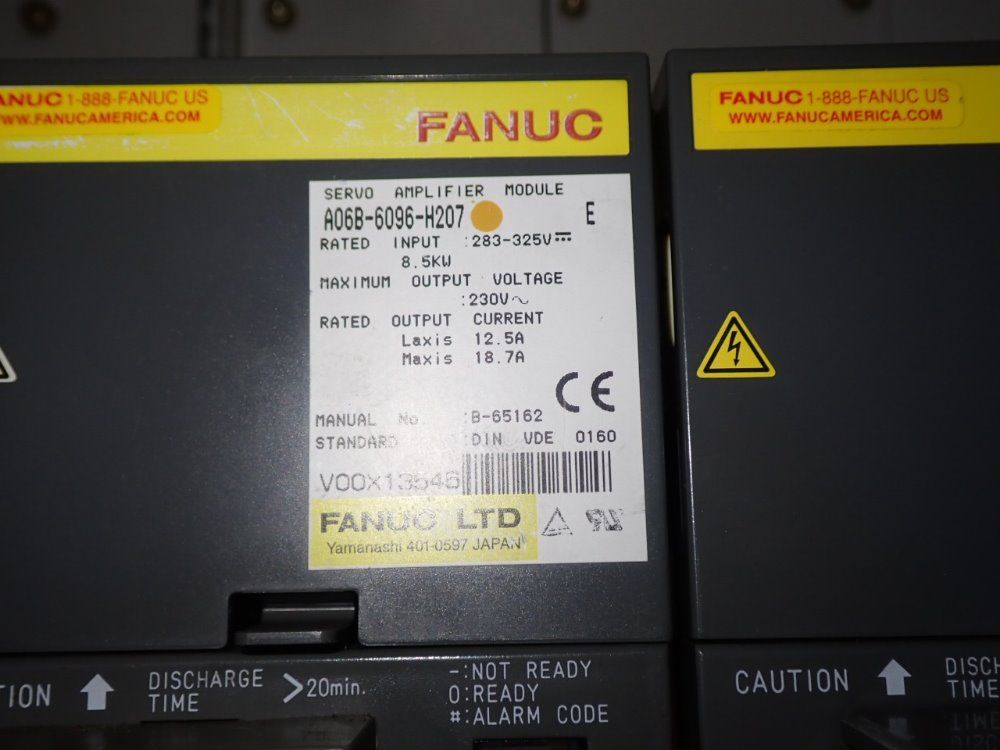 FANUC 1-888-FANUC US
WWW.FANUCAMERICA.COM
FANUC
SERVO AMPLIFIER MODULE
A06B-6096-H207 E
RATED INPUT :283-325V⎓
8.5KW
MAXIMUM OUTPUT VOLTAGE
:230V~
RATED OUTPUT CURRENT
Laxis 12.5A
Maxis 18.7A
CE
MANUAL No. :B-65162
STANDARD :DIN VDE 0160
V00X13546
FANUC LTD
Yamanashi 401-0597 JAPAN
DISCHARGE
TIME
>20min.
-:NOT READY
0:READY
#:ALARM CODE
FANUC 1-888-FANUC US
WWW.FANUCAMERICA.COM
CAUTION
TIME